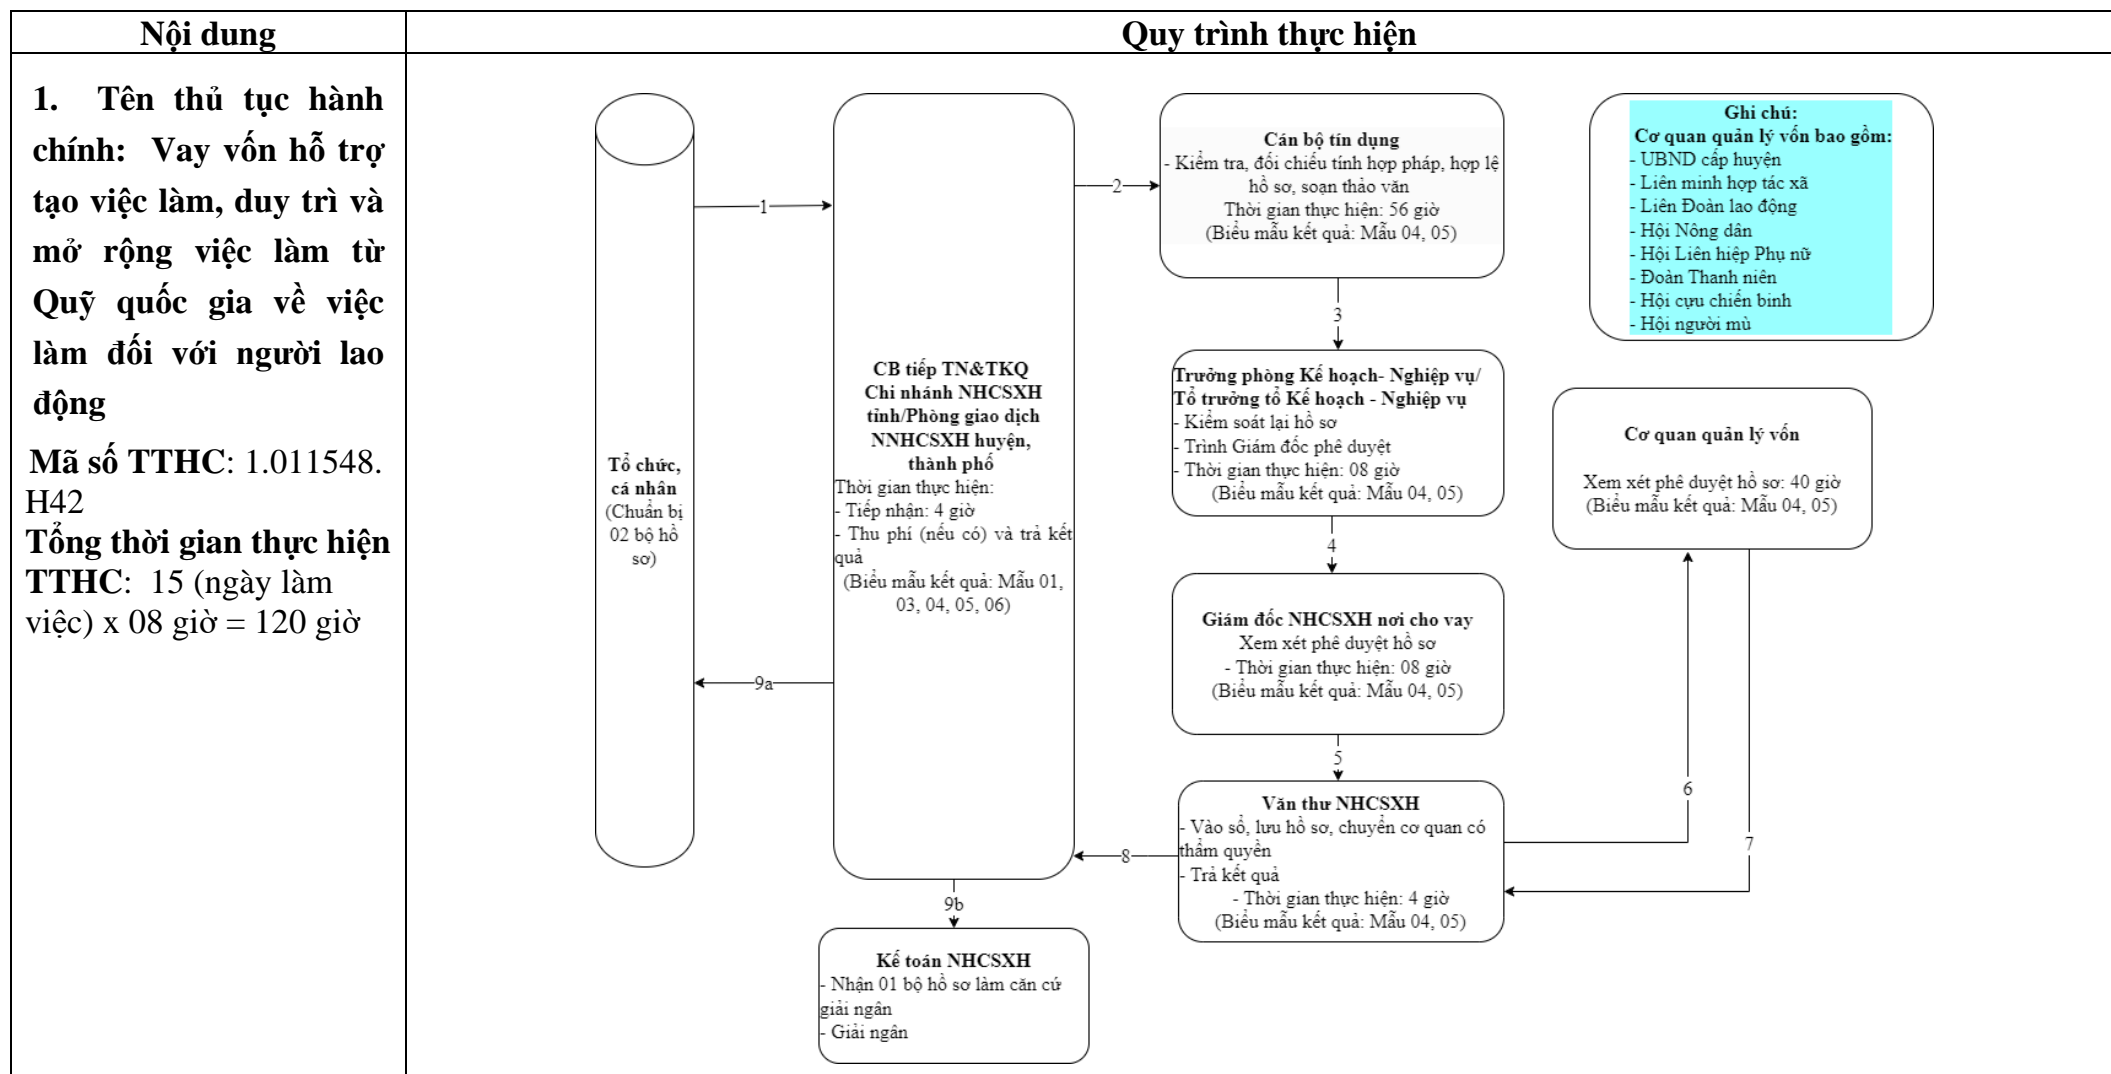 Nội dung
Quy trình thực hiện
1. Tên thủ tục hành
chính: Vay vốn hỗ trợ
tạo việc làm, duy trì và
mở rộng việc làm từ
Quỹ quốc gia về việc
làm đối với người lao
động
Mã số TTHC: 1.011548.
H42
Tổng thời gian thực hiện
TTHC: 15 (ngày làm
việc) x 08 giờ = 120 giờ
Tổ chức,
cá nhân
(Chuẩn bị
02 bộ hồ
sơ)
1
9a
CB tiếp TN&TKQ
Chi nhánh NHCSXH
tỉnh/Phòng giao dịch
NNHCSXH huyện,
thành phố
Thời gian thực hiện:
- Tiếp nhận: 4 giờ
- Thu phí (nếu có) và trả kết
quả
(Biểu mẫu kết quả: Mẫu 01,
03, 04, 05, 06)
2
Cán bộ tín dụng
- Kiểm tra, đối chiếu tính hợp pháp, hợp lệ
hồ sơ, soạn thảo văn
Thời gian thực hiện: 56 giờ
(Biểu mẫu kết quả: Mẫu 04, 05)
3
Trưởng phòng Kế hoạch- Nghiệp vụ/
Tổ trưởng tổ Kế hoạch - Nghiệp vụ
- Kiểm soát lại hồ sơ
- Trình Giám đốc phê duyệt
- Thời gian thực hiện: 08 giờ
(Biểu mẫu kết quả: Mẫu 04, 05)
4
Giám đốc NHCSXH nơi cho vay
Xem xét phê duyệt hồ sơ
- Thời gian thực hiện: 08 giờ
(Biểu mẫu kết quả: Mẫu 04, 05)
5
Văn thư NHCSXH
- Vào sổ, lưu hồ sơ, chuyển cơ quan có
thẩm quyền
- Trả kết quả
- Thời gian thực hiện: 4 giờ
(Biểu mẫu kết quả: Mẫu 04, 05)
6
7
8
9b
Kế toán NHCSXH
- Nhận 01 bộ hồ sơ làm căn cứ
giải ngân
- Giải ngân
Ghi chú:
Cơ quan quản lý vốn bao gồm:
- UBND cấp huyện
- Liên minh hợp tác xã
- Liên Đoàn lao động
- Hội Nông dân
- Hội Liên hiệp Phụ nữ
- Đoàn Thanh niên
- Hội cựu chiến binh
- Hội người mù
Cơ quan quản lý vốn
Xem xét phê duyệt hồ sơ: 40 giờ
(Biểu mẫu kết quả: Mẫu 04, 05)